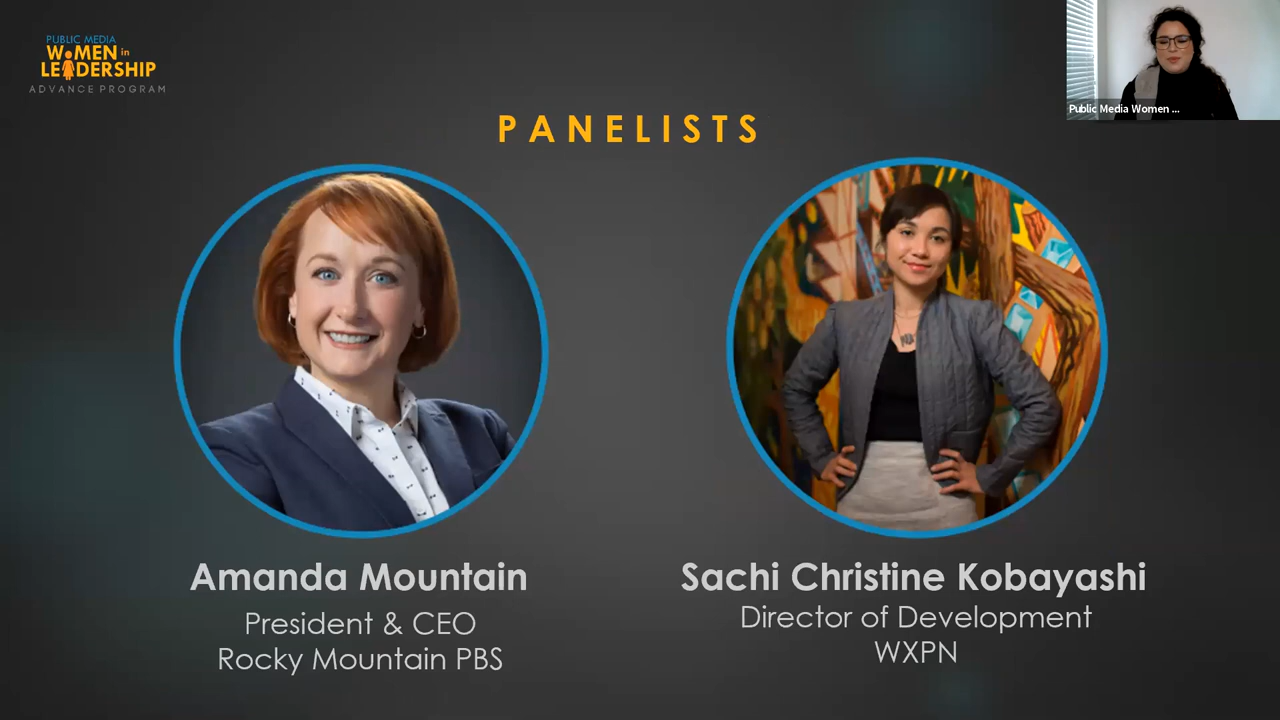 PUBLIC MEDIA
WOMEN in
LEADERSHIP
ADVANCE PROGRAM
Public Media Women ...
PANELISTS
Amanda Mountain
President & CEO
Rocky Mountain PBS
Sachi Christine Kobayashi
Director of Development
WXPN